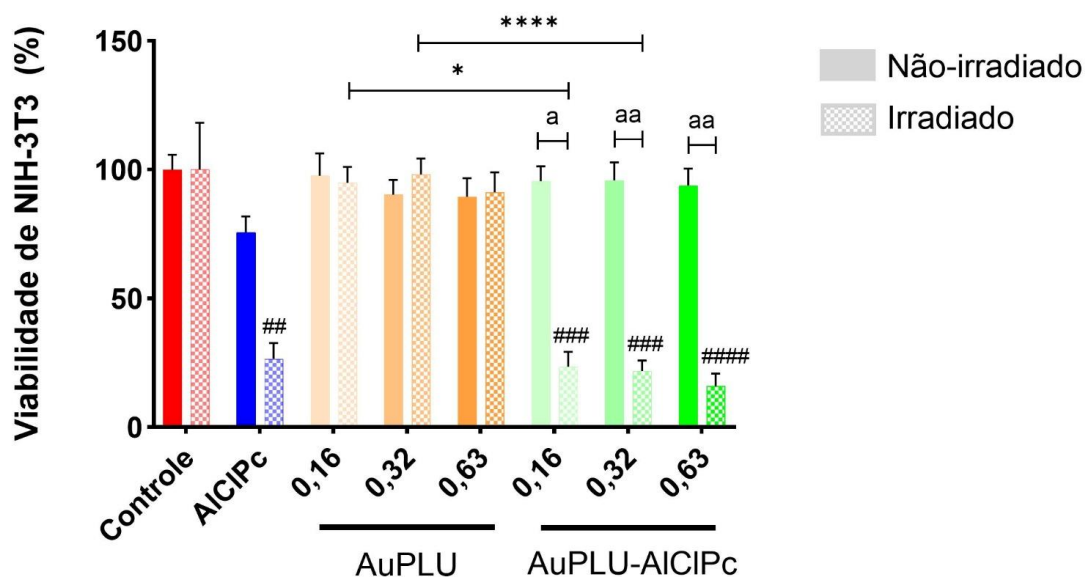 Viabilidade de NIH-3T3 (%)
150
100
50
0
****
*
a
aa
aa
##
###
###
####
Não-irradiado
Irradiado
Controle
AlClPc
0,16
0,32
0,63
0,16
0,32
0,63
AuPLU
AuPLU-AlClPc